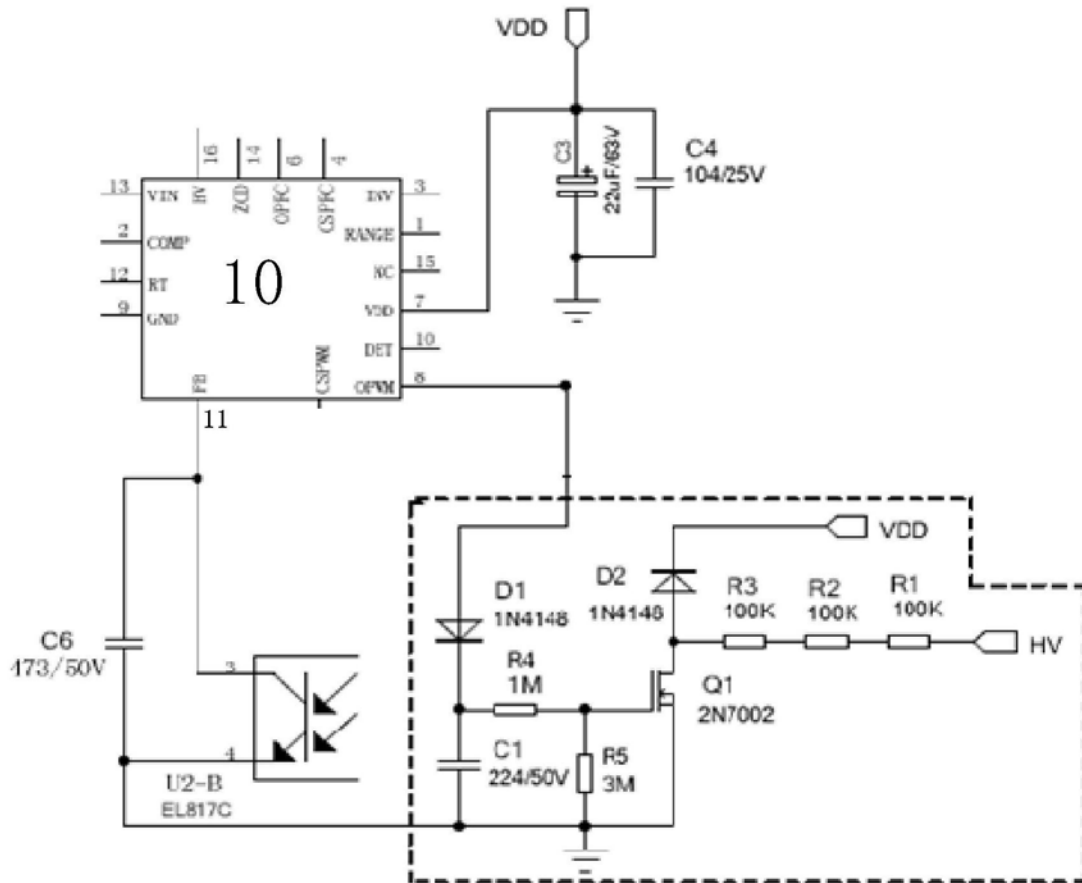 VDD
16
14
6
4
C3
22uF/63V
C4
104/25V
13
VIN
HV
ZCD
OPFC
CSPFC
INV
3
2
COMP
RANGE
1
10
NC
15
12
RT
VDD
7
9
GND
DET
10
FB
CSPWM
OPWM
8
11
VDD
D1
1N4148
D2
1N4148
R3
100K
R2
100K
R1
100K
HV
C6
473/50V
R4
1M
Q1
2N7002
3
4
U2-B
EL817C
C1
224/50V
R5
3M